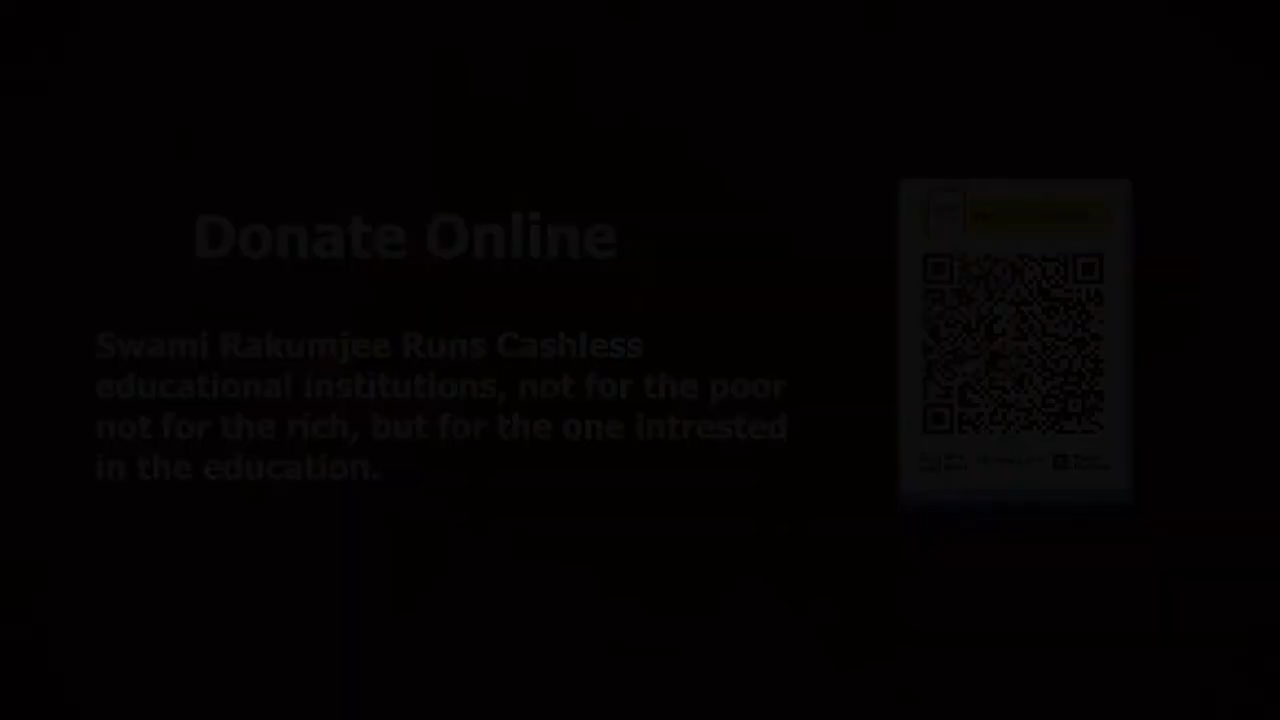 Donate Online
Swami Rakumjee Runs Cashless
educational institutions, not for the poor
not for the rich, but for the one intrested
in the education.